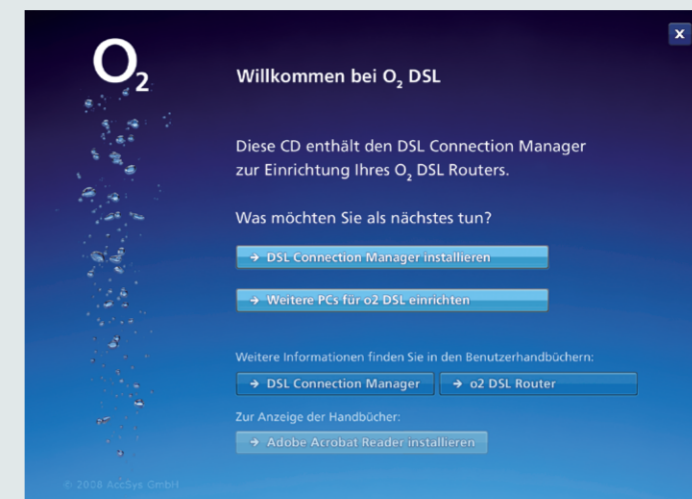 x
O2
Willkommen bei O2 DSL
Diese CD enthält den DSL Connection Manager
zur Einrichtung Ihres O2 DSL Routers.
Was möchten Sie als nächstes tun?
→ DSL Connection Manager installieren
→ Weitere PCs für o2 DSL einrichten
Weitere Informationen finden Sie in den Benutzerhandbüchern:
→ DSL Connection Manager → o2 DSL Router
Zur Anzeige der Handbücher:
→ Adobe Acrobat Reader installieren
© 2008 AccSys GmbH